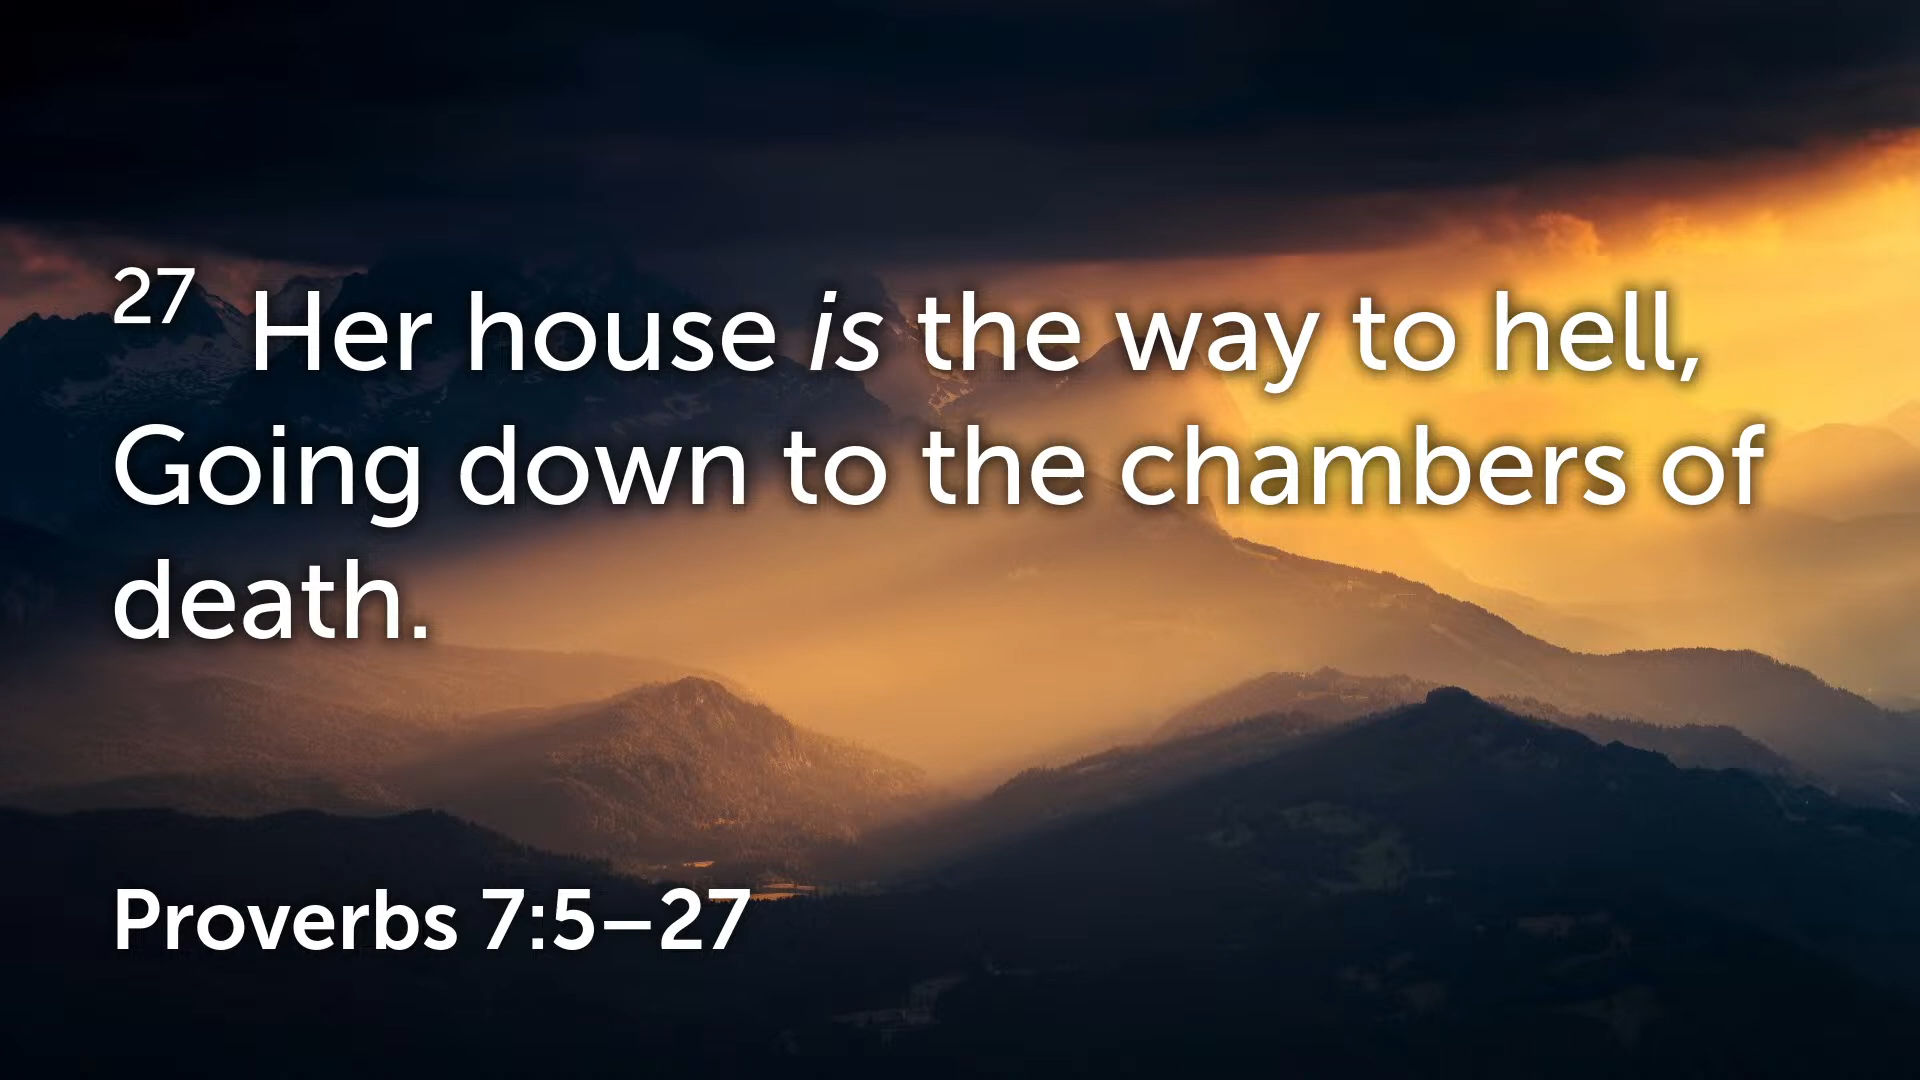 27 Her house is the way to hell,
Going down to the chambers of
death.
Proverbs 7:5–27